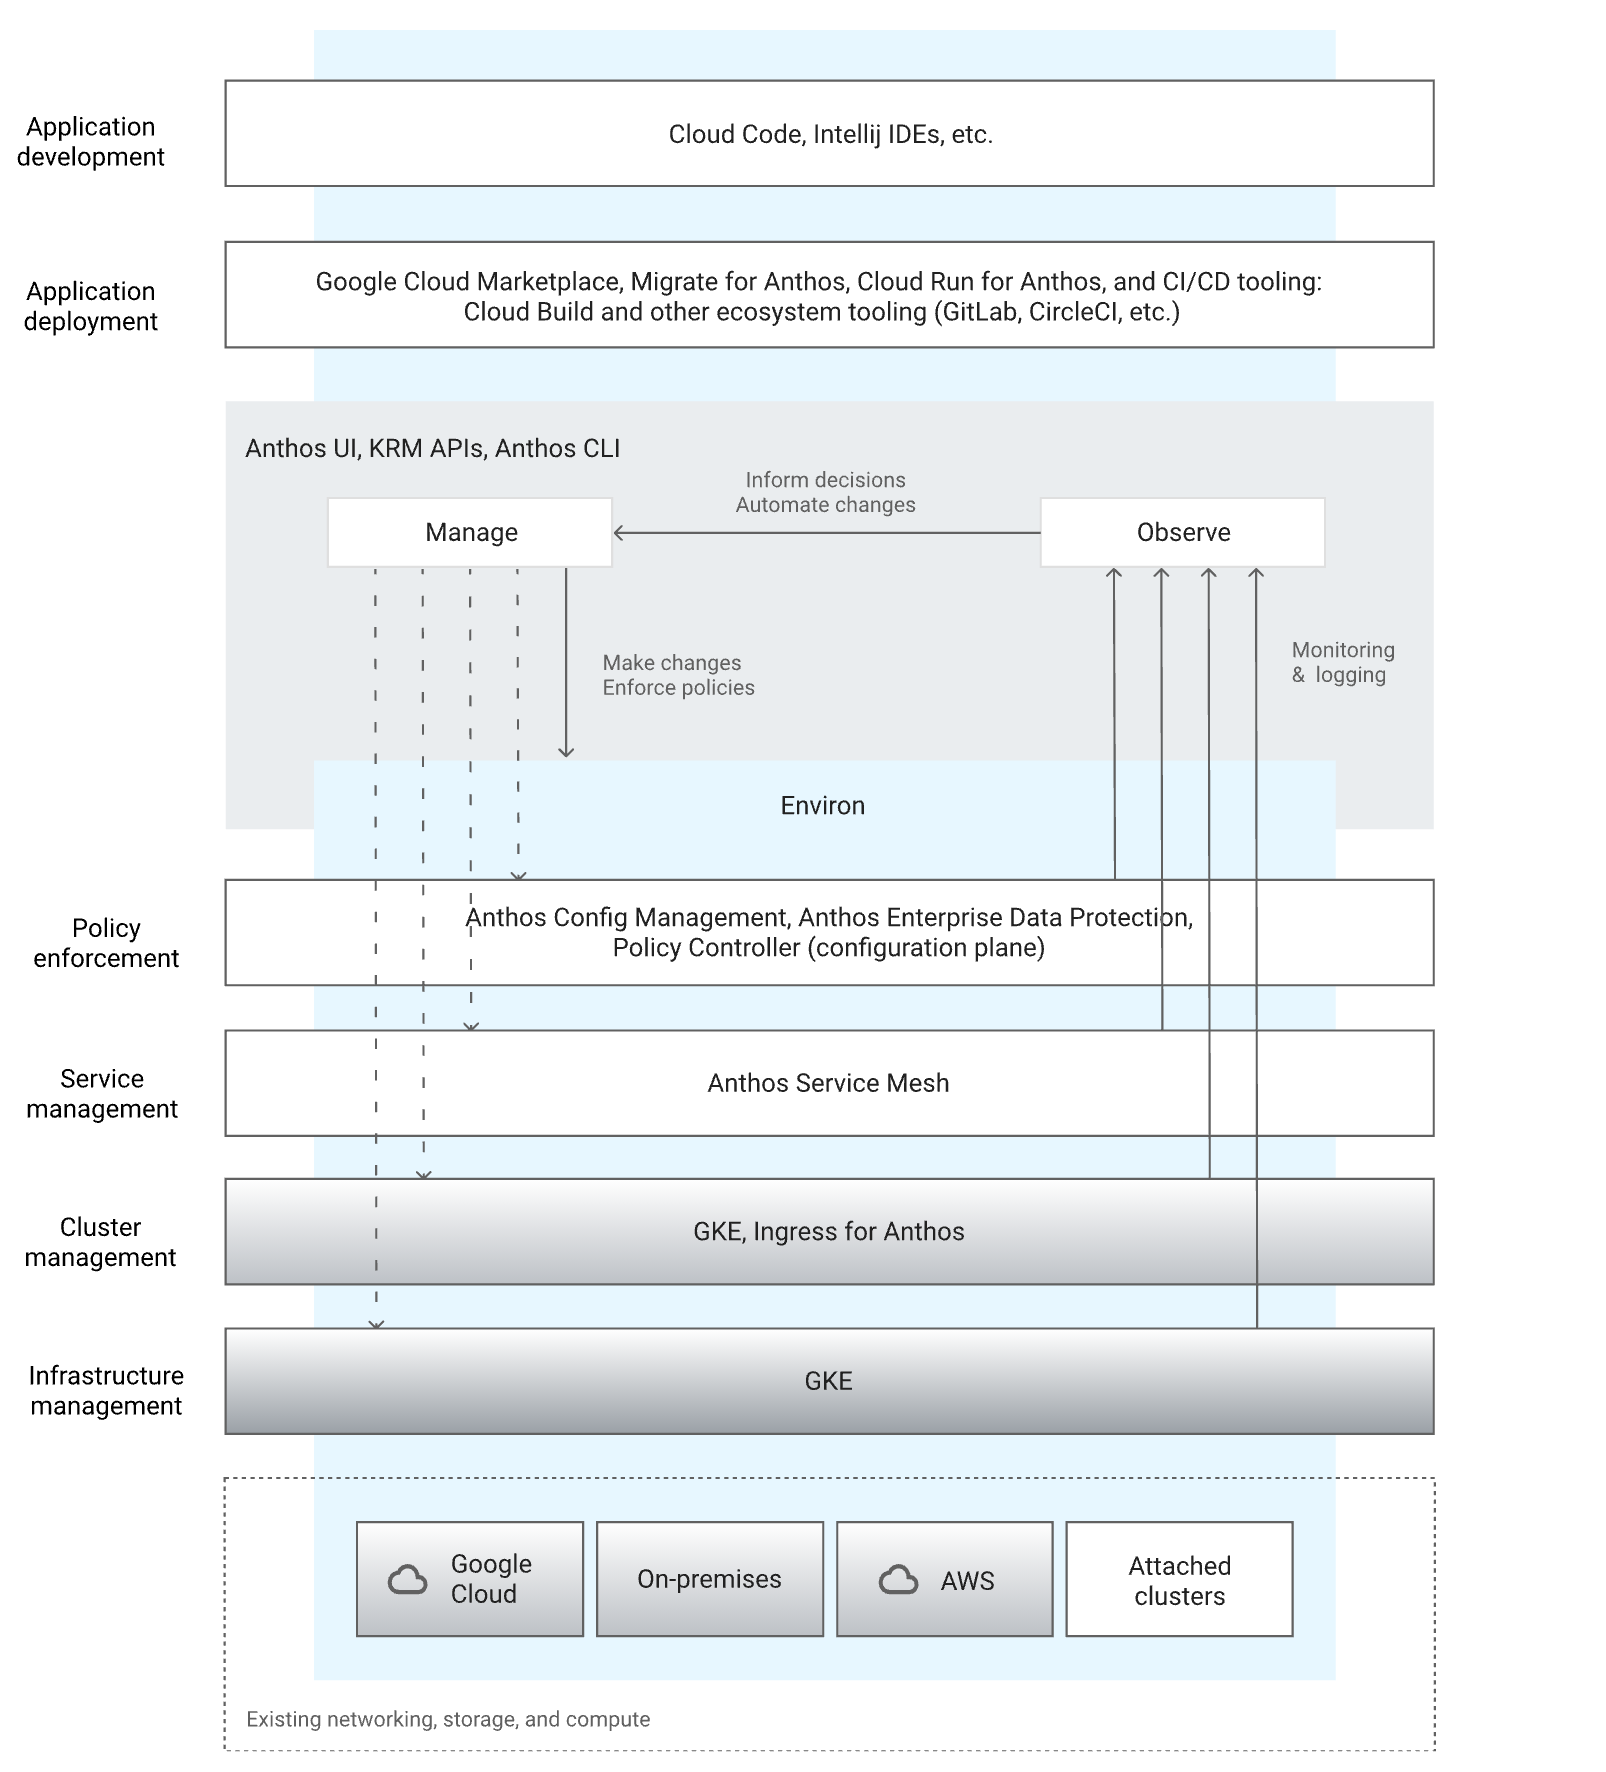 Application
development
Cloud Code, Intellij IDEs, etc.
Application
deployment
Google Cloud Marketplace, Migrate for Anthos, Cloud Run for Anthos, and CI/CD tooling:
Cloud Build and other ecosystem tooling (GitLab, CircleCI, etc.)
Anthos UI, KRM APIs, Anthos CLI
Inform decisions
Automate changes
Manage
Observe
Make changes
Enforce policies
Monitoring
& logging
Environ
Policy
enforcement
Anthos Config Management, Anthos Enterprise Data Protection,
Policy Controller (configuration plane)
Service
management
Anthos Service Mesh
Cluster
management
GKE, Ingress for Anthos
Infrastructure
management
GKE
Google
Cloud
On-premises
AWS
Attached
clusters
Existing networking, storage, and compute